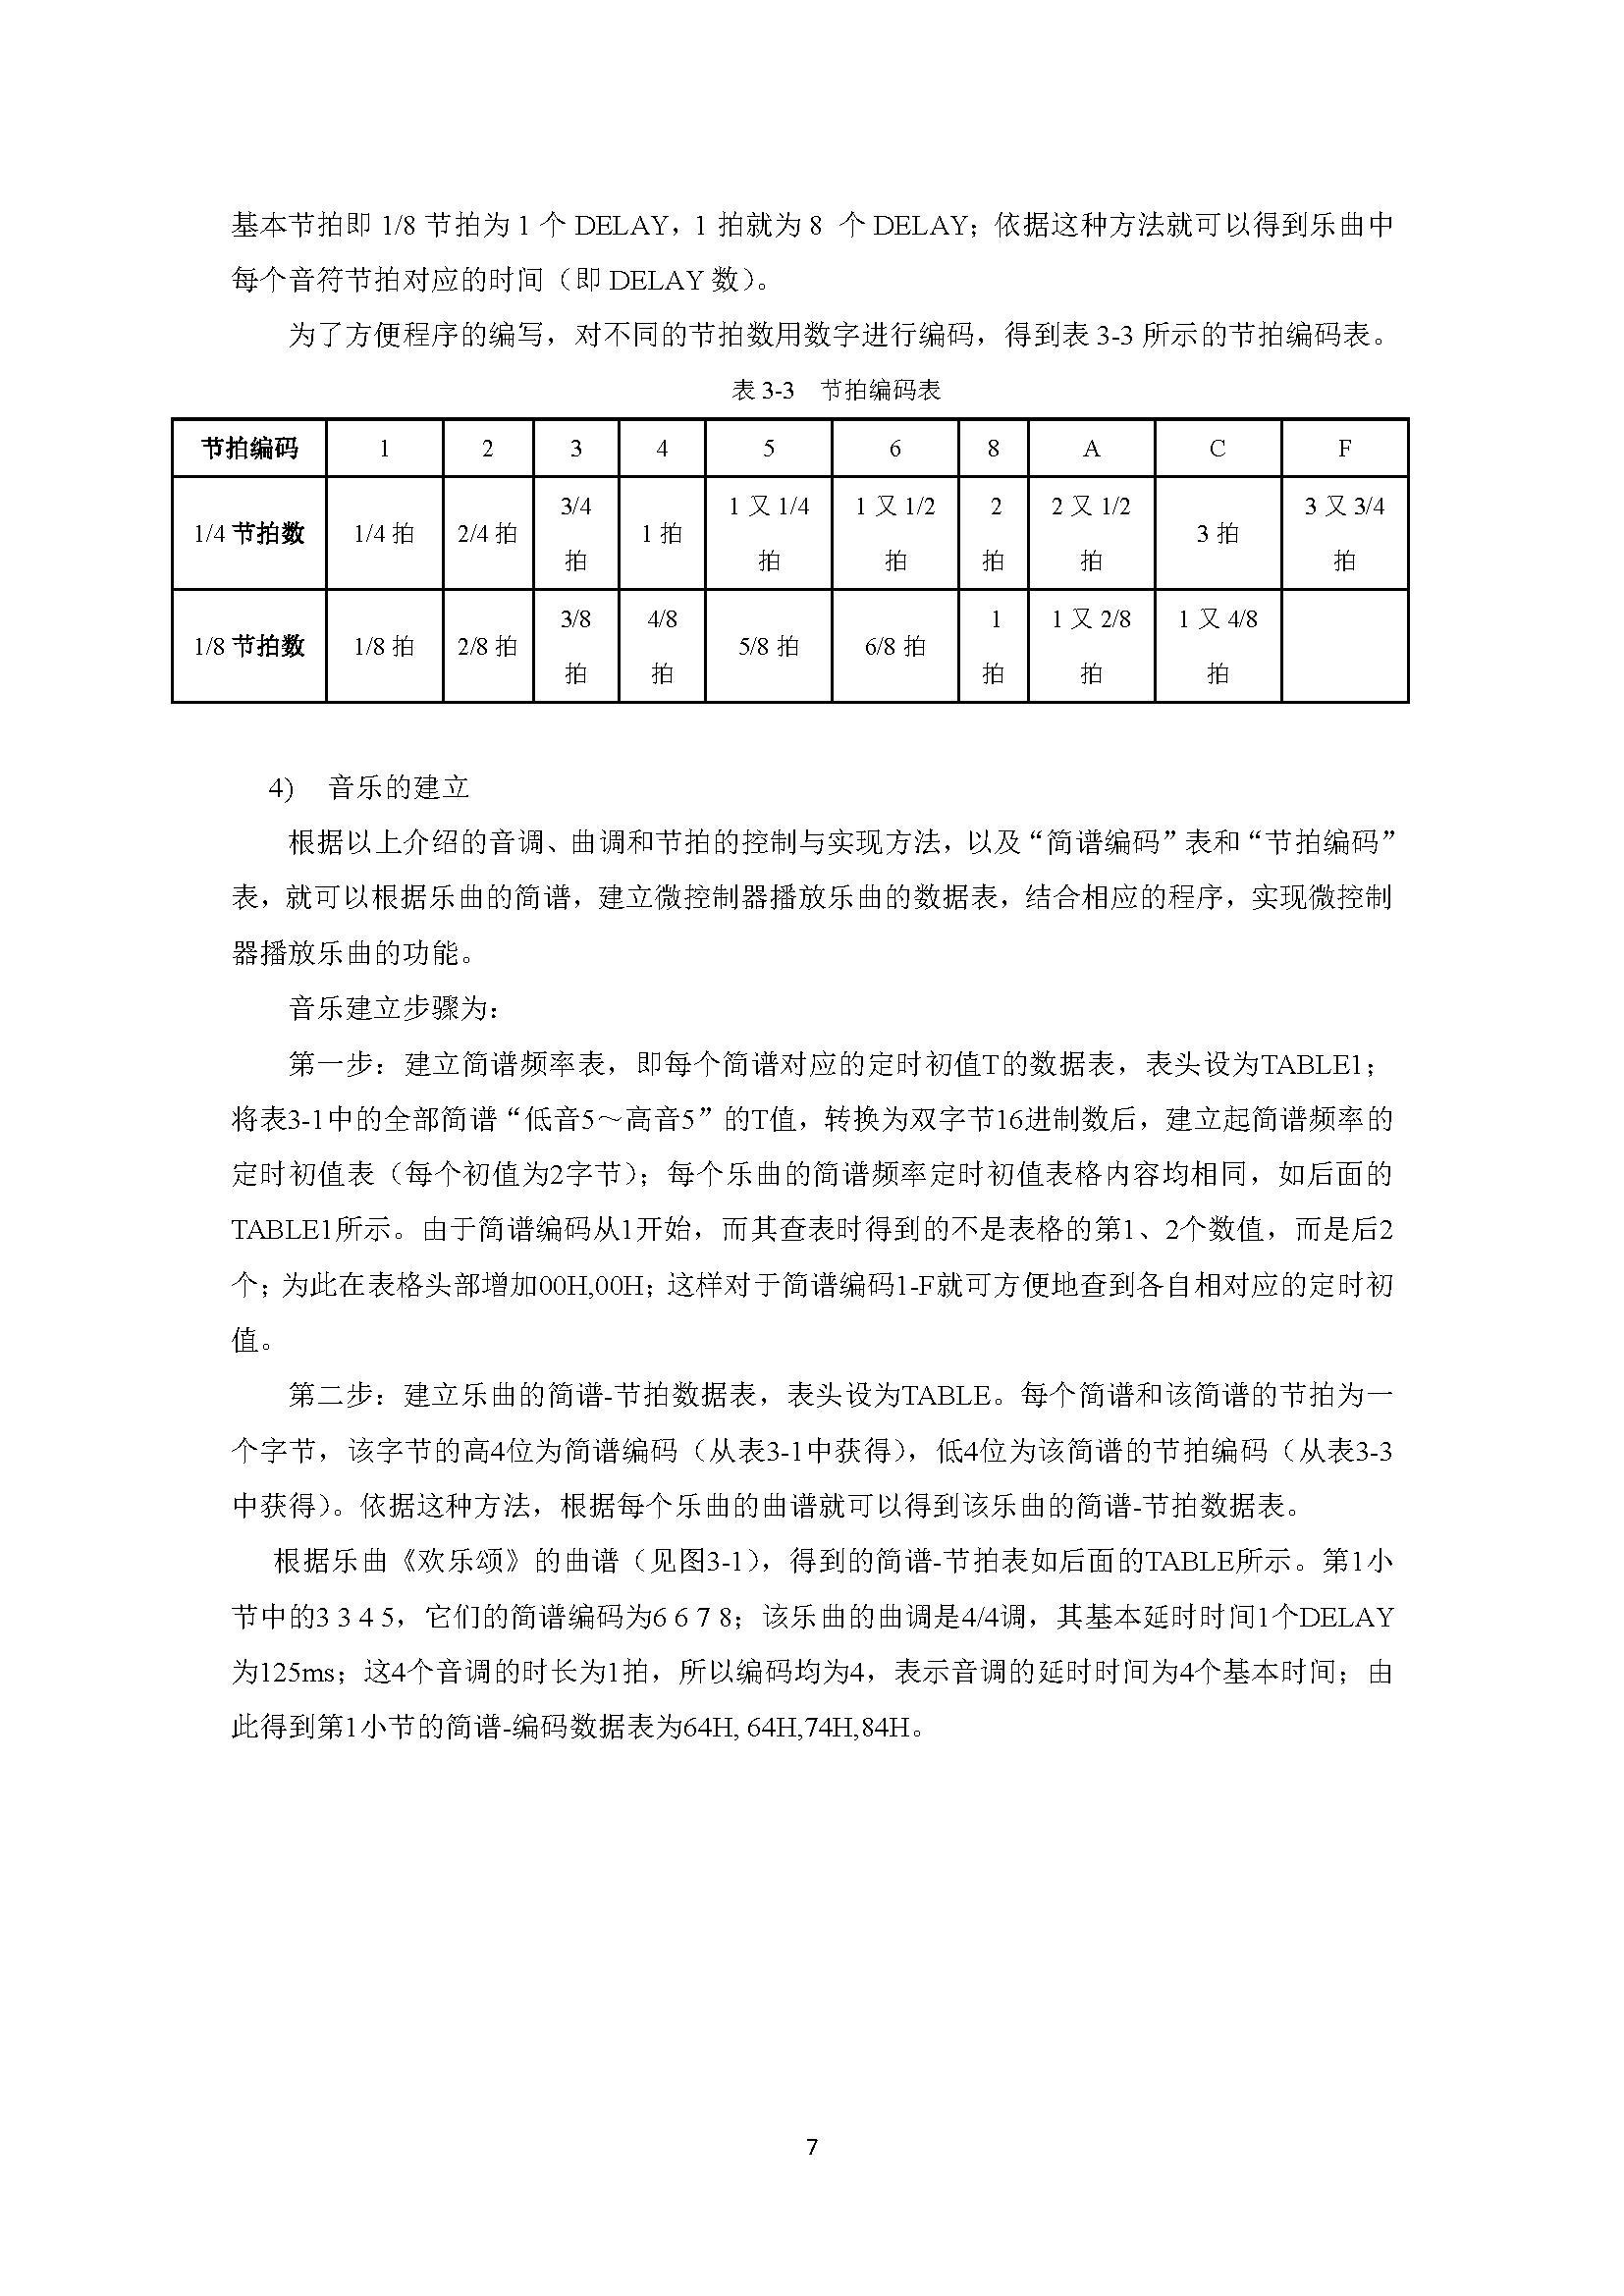 基本节拍即 1/8 节拍为 1 个 DELAY，1 拍就为 8 个 DELAY；依据这种方法就可以得到乐曲中
每个音符节拍对应的时间（即 DELAY 数）。
为了方便程序的编写，对不同的节拍数用数字进行编码，得到表 3-3 所示的节拍编码表。
表 3-3 节拍编码表
节拍编码 1 2 3 4 5 6 8 A C F
1/4 节拍数 1/4 拍 2/4 拍 3/4 拍 1 拍 1 又 1/4 拍 1 又 1/2 拍 2 拍 2 又 1/2 拍 3 拍 3 又 3/4 拍
1/8 节拍数 1/8 拍 2/8 拍 3/8 拍 4/8 拍 5/8 拍 6/8 拍 1 拍 1 又 2/8 拍 1 又 4/8 拍
4) 音乐的建立
根据以上介绍的音调、曲调和节拍的控制与实现方法，以及“简谱编码”表和“节拍编码”
表，就可以根据乐曲的简谱，建立微控制器播放乐曲的数据表，结合相应的程序，实现微控制
器播放乐曲的功能。
音乐建立步骤为：
第一步：建立简谱频率表，即每个简谱对应的定时初值T的数据表，表头设为TABLE1；
将表3-1中的全部简谱“低音5～高音5”的T值，转换为双字节16进制数后，建立起简谱频率的
定时初值表（每个初值为2字节）；每个乐曲的简谱频率定时初值表格内容均相同，如后面的
TABLE1所示。由于简谱编码从1开始，而其查表时得到的不是表格的第1、2个数值，而是后2
个；为此在表格头部增加00H,00H；这样对于简谱编码1-F就可方便地查到各自相对应的定时初
值。
第二步：建立乐曲的简谱-节拍数据表，表头设为TABLE。每个简谱和该简谱的节拍为一
个字节，该字节的高4位为简谱编码（从表3-1中获得），低4位为该简谱的节拍编码（从表3-3
中获得）。依据这种方法，根据每个乐曲的曲谱就可以得到该乐曲的简谱-节拍数据表。
根据乐曲《欢乐颂》的曲谱（见图3-1），得到的简谱-节拍表如后面的TABLE所示。第1小
节中的3 3 4 5，它们的简谱编码为6 6 7 8；该乐曲的曲调是4/4调，其基本延时时间1个DELAY
为125ms；这4个音调的时长为1拍，所以编码均为4，表示音调的延时时间为4个基本时间；由
此得到第1小节的简谱-编码数据表为64H, 64H,74H,84H。
7